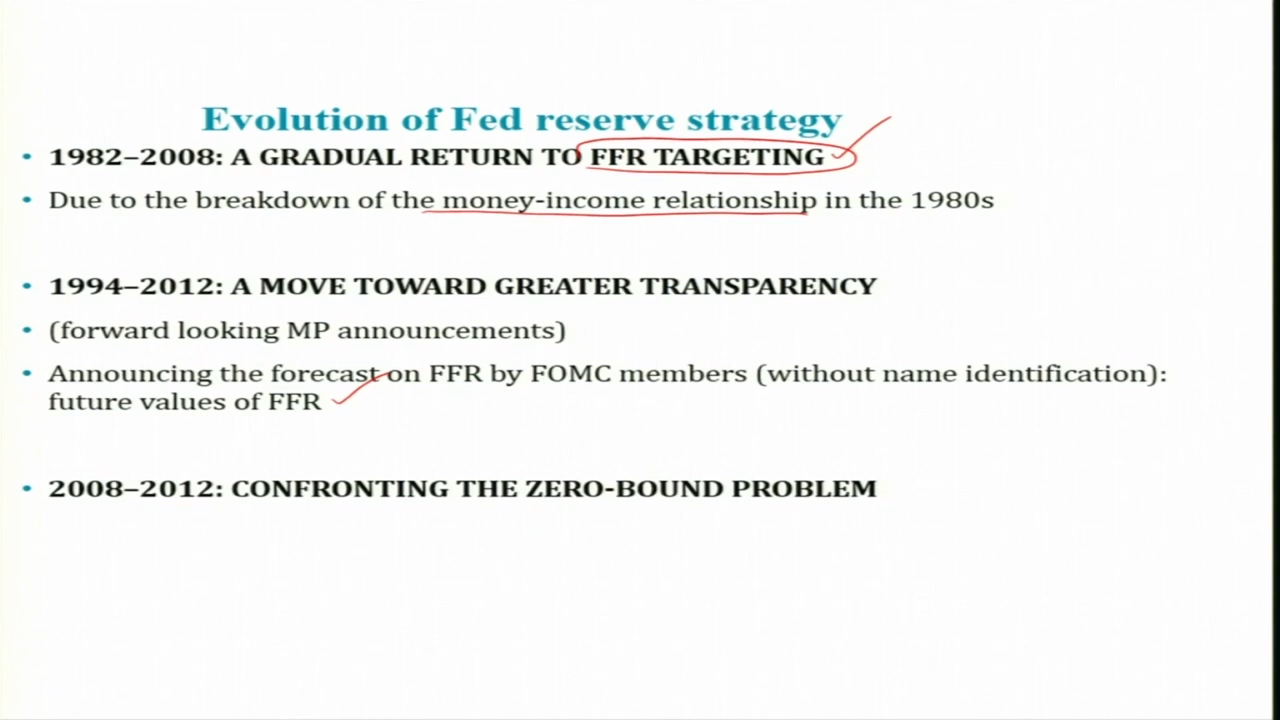 Evolution of Fed reserve strategy
• 1982–2008: A GRADUAL RETURN TO FFR TARGETING
• Due to the breakdown of the money-income relationship in the 1980s
• 1994–2012: A MOVE TOWARD GREATER TRANSPARENCY
• (forward looking MP announcements)
• Announcing the forecast on FFR by FOMC members (without name identification):
future values of FFR
• 2008–2012: CONFRONTING THE ZERO-BOUND PROBLEM